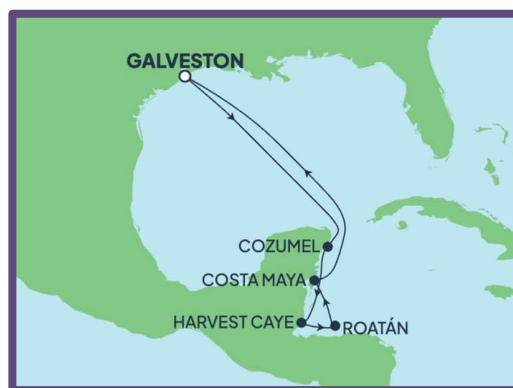 GALVESTON
COZUMEL
COSTA MAYA
HARVEST CAYE
ROATÁN